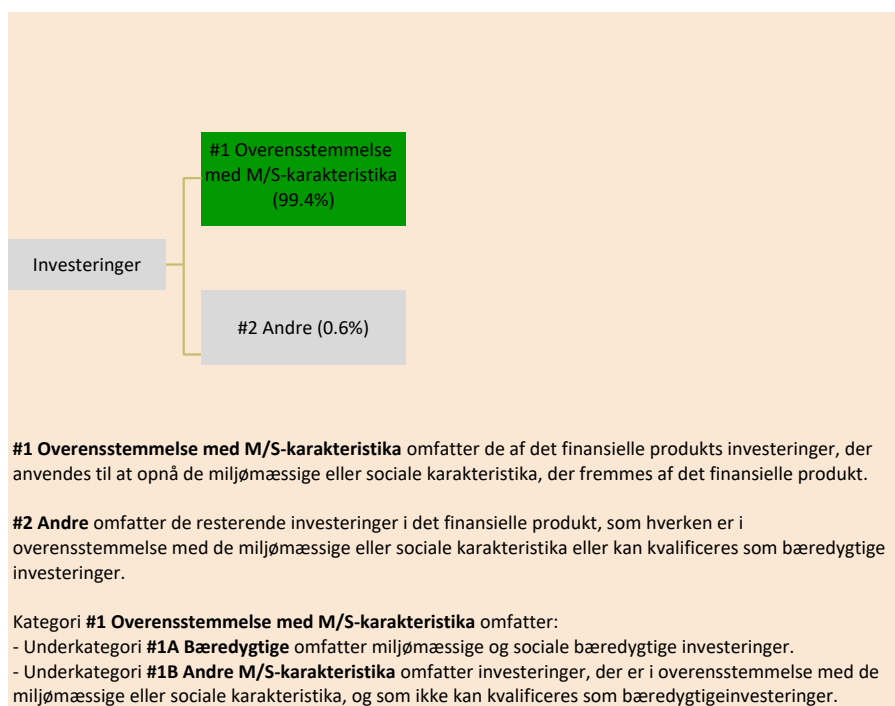 #1 Overensstemmelse
med M/S-karakteristika
(99.4%)
Investeringer
#2 Andre (0.6%)
#1 Overensstemmelse med M/S-karakteristika omfatter de af det finansielle produkts investeringer, der
anvendes til at opnå de miljømæssige eller sociale karakteristika, der fremmes af det finansielle produkt.
#2 Andre omfatter de resterende investeringer i det finansielle produkt, som hverken er i
overensstemmelse med de miljømæssige eller sociale karakteristika eller kan kvalificeres som bæredygtige
investeringer.
Kategori #1 Overensstemmelse med M/S-karakteristika omfatter:
- Underkategori #1A Bæredygtige omfatter miljømæssige og sociale bæredygtige investeringer.
- Underkategori #1B Andre M/S-karakteristika omfatter investeringer, der er i overensstemmelse med de
miljømæssige eller sociale karakteristika, og som ikke kan kvalificeres som bæredygtigeinvesteringer.